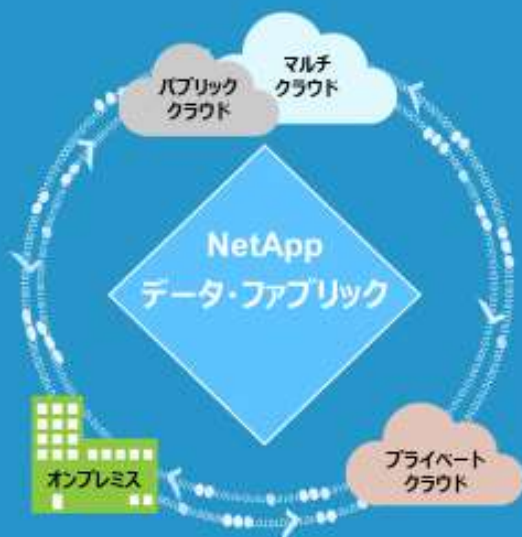 マルチ
クラウド
パブリック
クラウド
NetApp
データ・ファブリック
オンプレミス
プライベート
クラウド